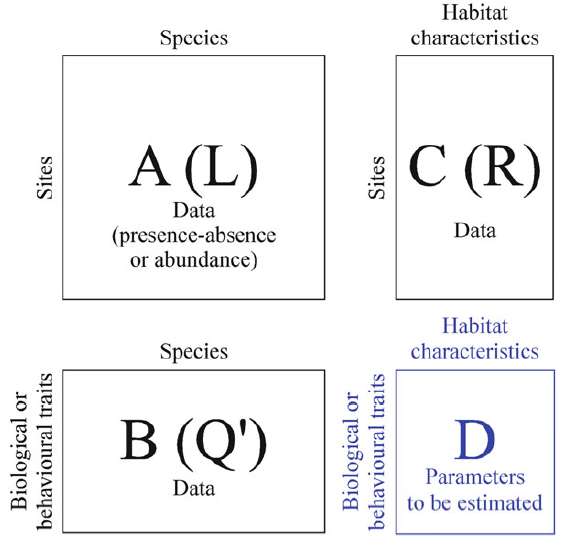 Species
Sites
A (L)
Data
(presence-absence
or abundance)
Habitat
characteristics
Sites
C (R)
Data
Species
Biological or
behavioural traits
B (Q')
Data
Habitat
characteristics
Biological or
behavioural traits
D
Parameters
to be estimated